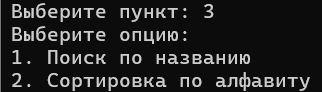 Выберите пункт: 3
Выберите опцию:
1. Поиск по названию
2. Сортировка по алфавиту